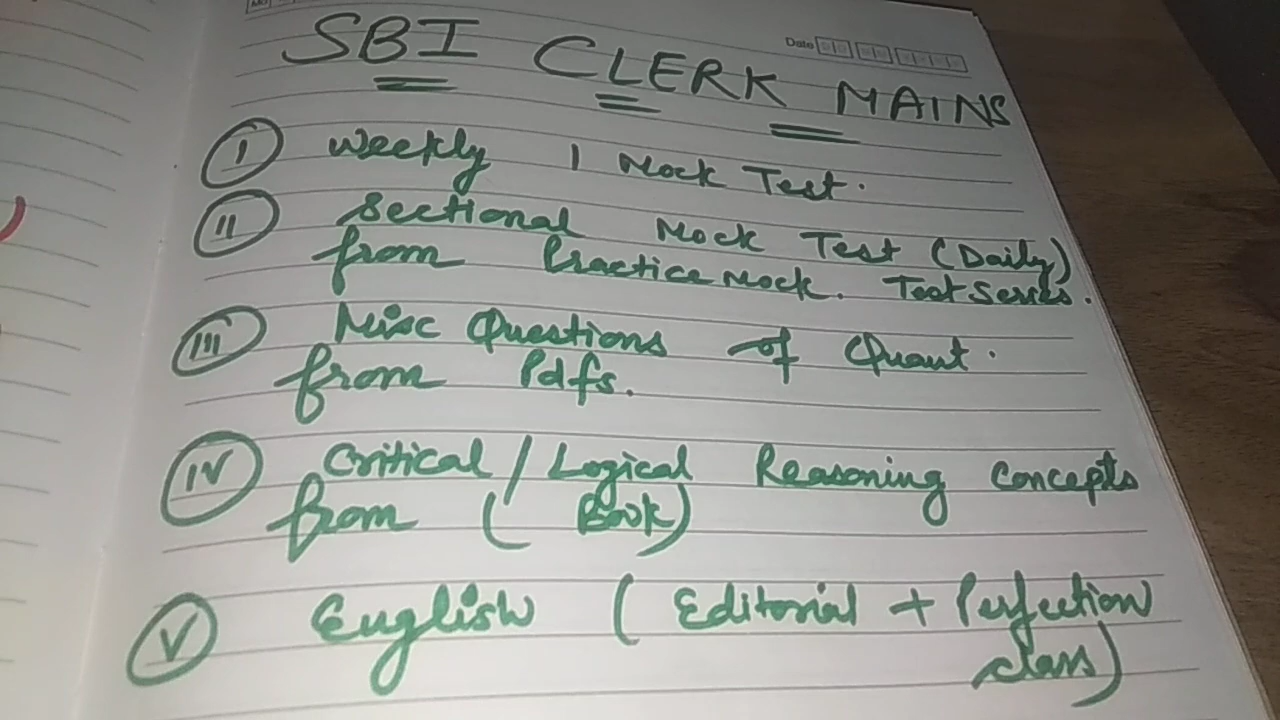 Date
SBI CLERK MAINS
I Weekly 1 Mock Test.
II Sectional Mock Test (Daily)
from Practice Mock. Test Series.
III Misc Questions of Quant.
from Pdfs.
IV Critical / Logical Reasoning Concepts
from (Book)
V English (Editorial + Perfection
class)